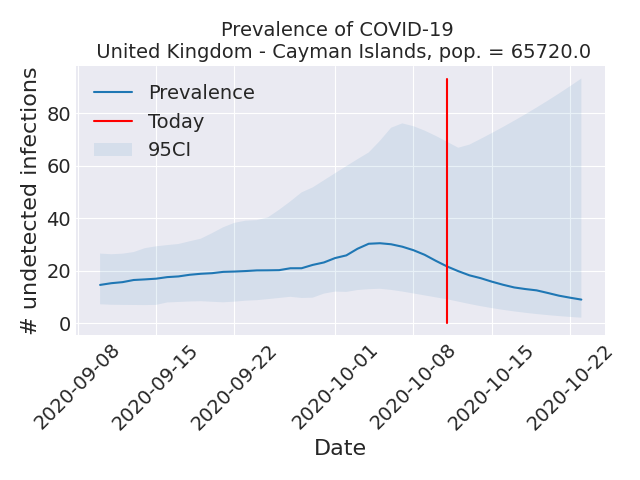 Prevalence of COVID-19
United Kingdom - Cayman Islands, pop. = 65720.0
Prevalence
Today
95CI
# undetected infections
80
60
40
20
0
2020-09-08
2020-09-15
2020-09-22
2020-10-01
2020-10-08
2020-10-15
2020-10-22
Date